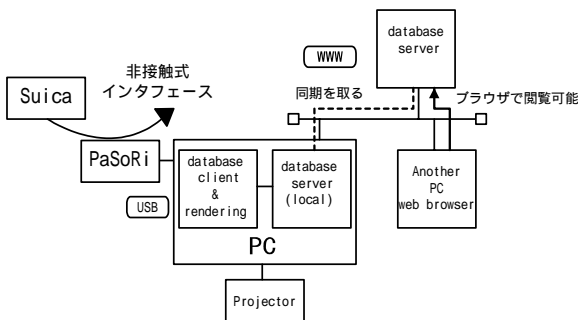 database
server
WWW
非接触式
インタフェース
Suica
同期を取る
ブラウザで閲覧可能
PaSoRi
database
client
&
rendering
database
server
(local)
Another
PC
web browser
USB
PC
Projector